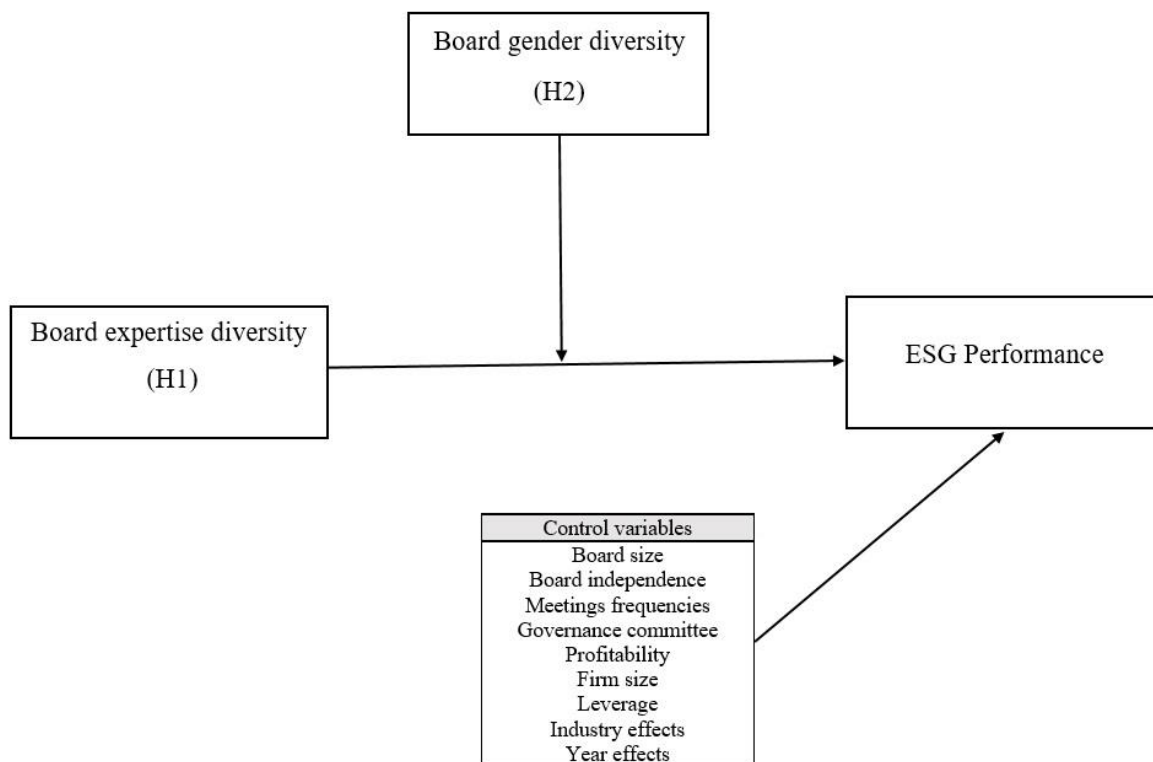 Board gender diversity
(H2)
Board expertise diversity
(H1)
ESG Performance
Control variables
Board size
Board independence
Meetings frequencies
Governance committee
Profitability
Firm size
Leverage
Industry effects
Year effects